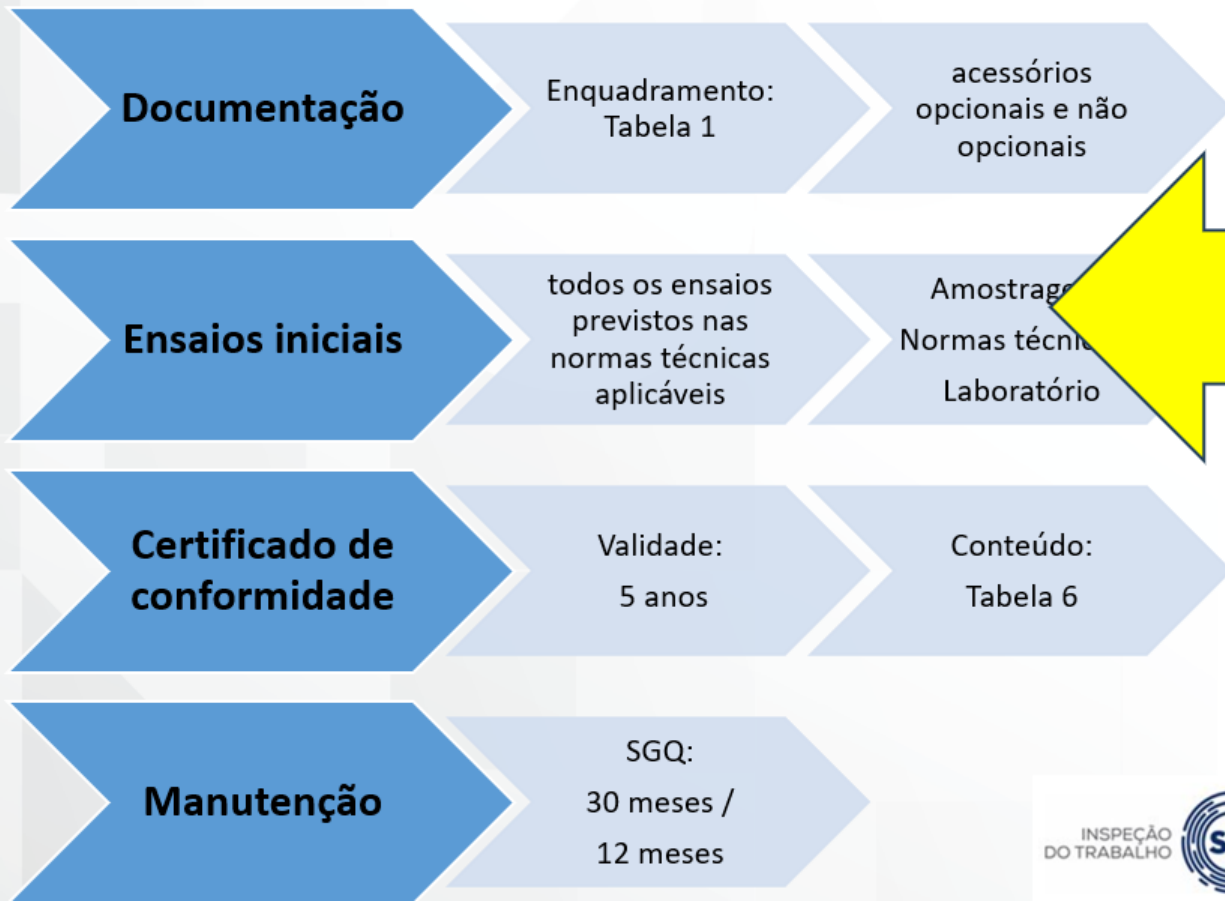 Documentação
Enquadramento:
Tabela 1
acessórios
opcionais e não
opcionais
Ensaios iniciais
todos os ensaios
previstos nas
normas técnicas
aplicáveis
Normas
Laboratório
Certificado de
conformidade
Validade:
5 anos
Conteúdo:
Tabela 6
Manutenção
SGQ:
30 meses /
12 meses
INSPEÇÃO
DO TRABALHO